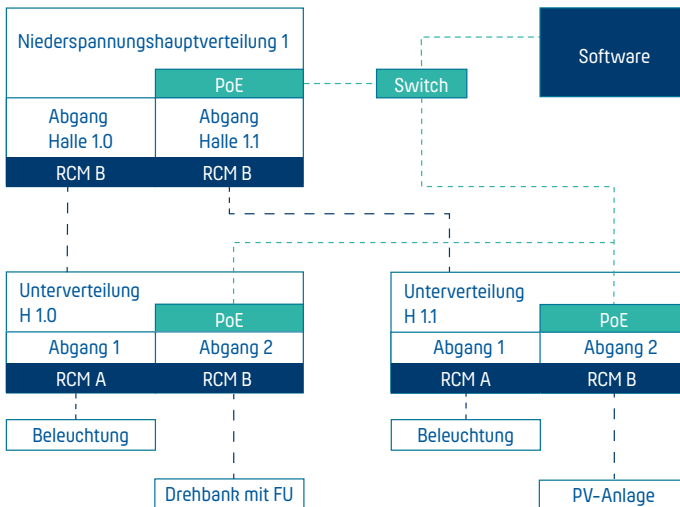 Niederspannungshauptverteilung 1
PoE
Switch
Software
Abgang
Halle 1.0
Abgang
Halle 1.1
RCM B
RCM B
Unterverteilung
H 1.0
PoE
Abgang 1
Abgang 2
RCM A
RCM B
Beleuchtung
Drehbank mit FU
Unterverteilung
H 1.1
PoE
Abgang 1
Abgang 2
RCM A
RCM B
Beleuchtung
PV-Anlage